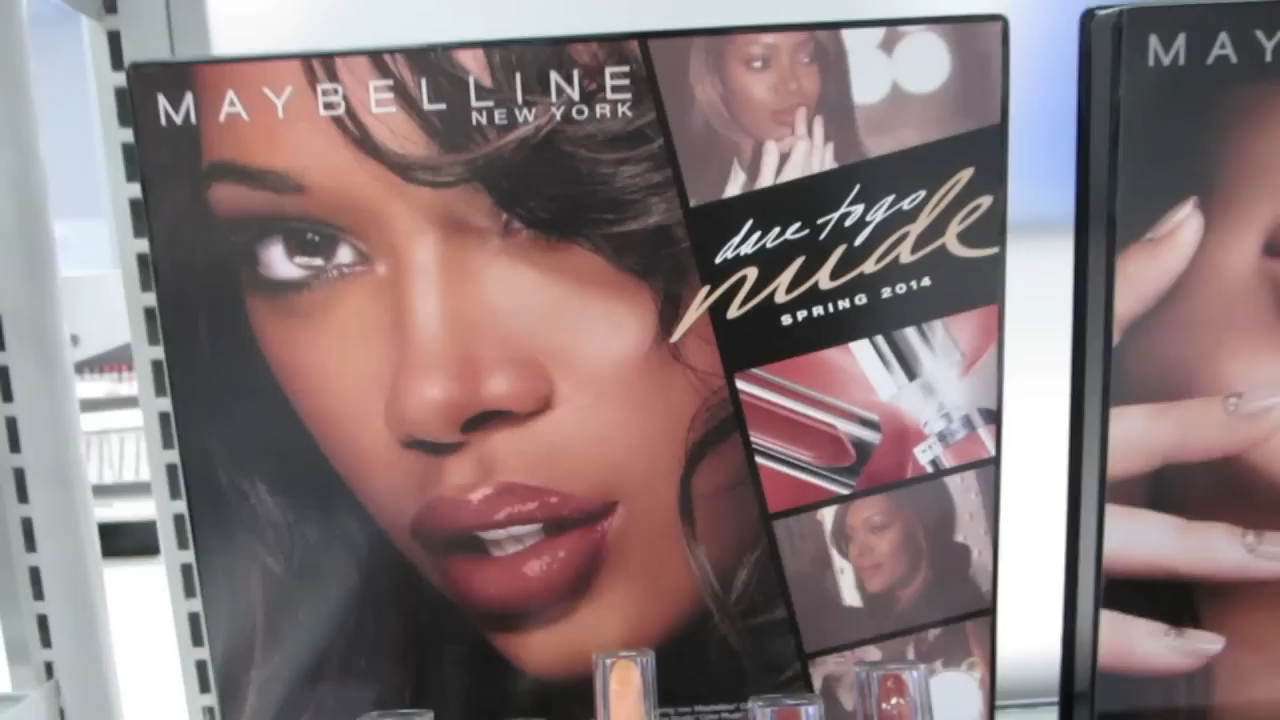 MAYBELLINE
NEW YORK
dare to go
nude
SPRING 2014
MAY